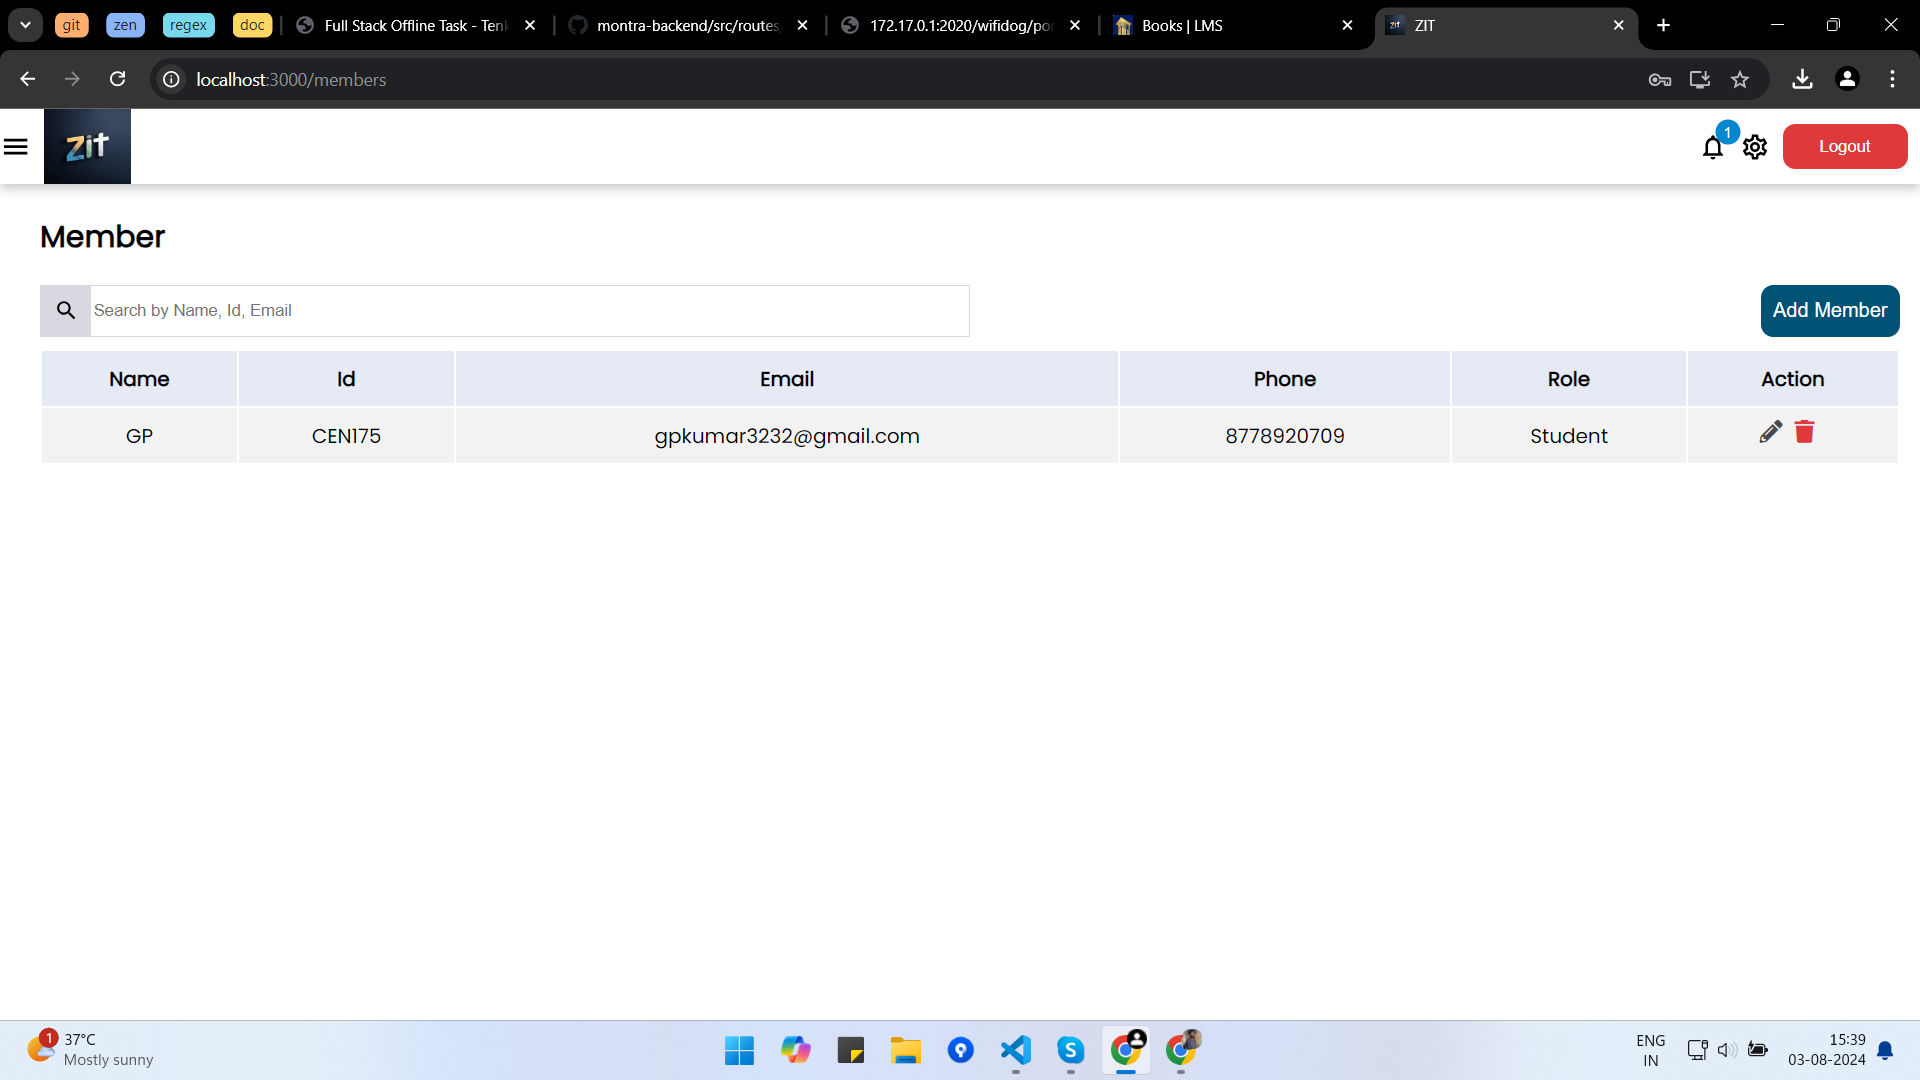 git zen regex doc Full Stack Offline Task - Tenk montra-backend/src/routes, 172.17.0.1:2020/wifidog/por Books | LMS zit ZIT
localhost:3000/members
Zit 1 Logout
Member
Search by Name, Id, Email Add Member
Name Id Email Phone Role Action
GP CEN175 gpkumar3232@gmail.com 8778920709 Student
1 37°C
Mostly sunny
S
ENG
IN
15:39
03-08-2024